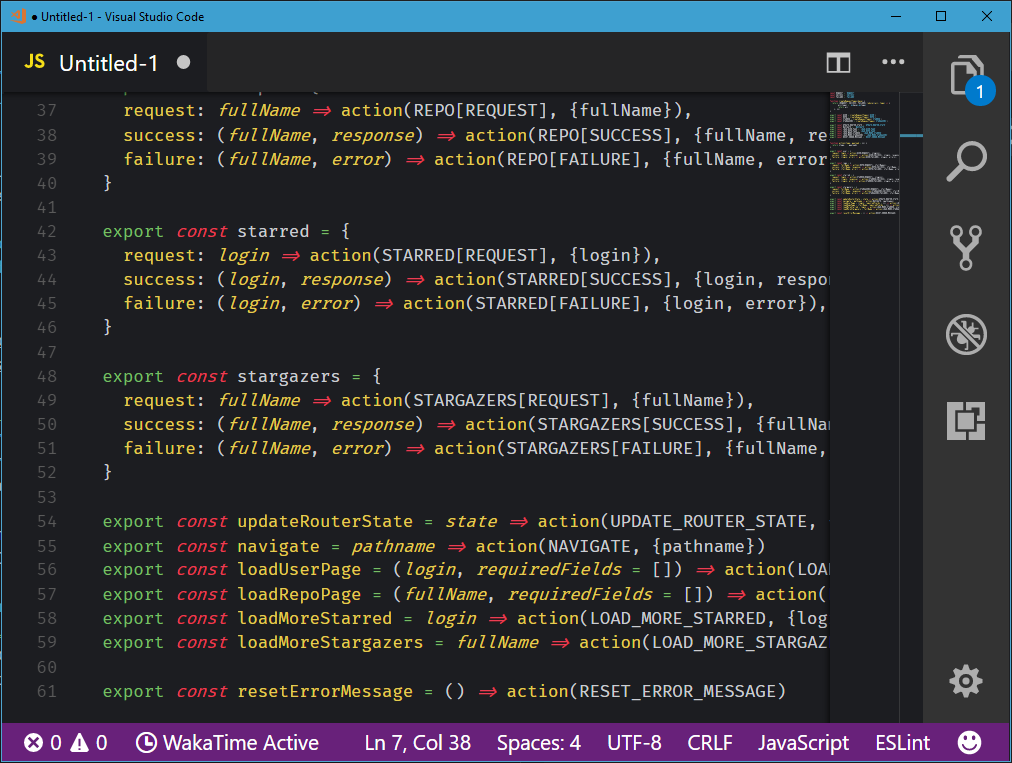 ● Untitled-1 - Visual Studio Code
JS Untitled-1 ●
1
37 request: fullName => action(REPO[REQUEST], {fullName}),
38 success: (fullName, response) => action(REPO[SUCCESS], {fullName, re
39 failure: (fullName, error) => action(REPO[FAILURE], {fullName, error
40 }
41
42 export const starred = {
43 request: login => action(STARRED[REQUEST], {login}),
44 success: (login, response) => action(STARRED[SUCCESS], {login, respon
45 failure: (login, error) => action(STARRED[FAILURE], {login, error}),
46 }
47
48 export const stargazers = {
49 request: fullName => action(STARGAZERS[REQUEST], {fullName}),
50 success: (fullName, response) => action(STARGAZERS[SUCCESS], {fullNam
51 failure: (fullName, error) => action(STARGAZERS[FAILURE], {fullName,
52 }
53
54 export const updateRouterState = state => action(UPDATE_ROUTER_STATE,
55 export const navigate = pathname => action(NAVIGATE, {pathname})
56 export const loadUserPage = (login, requiredFields = []) => action(LOA
57 export const loadRepoPage = (fullName, requiredFields = []) => action(
58 export const loadMoreStarred = login => action(LOAD_MORE_STARRED, {log
59 export const loadMoreStargazers = fullName => action(LOAD_MORE_STARGAZ
60
61 export const resetErrorMessage = () => action(RESET_ERROR_MESSAGE)
0 0 WakaTime Active Ln 7, Col 38 Spaces: 4 UTF-8 CRLF JavaScript ESLint